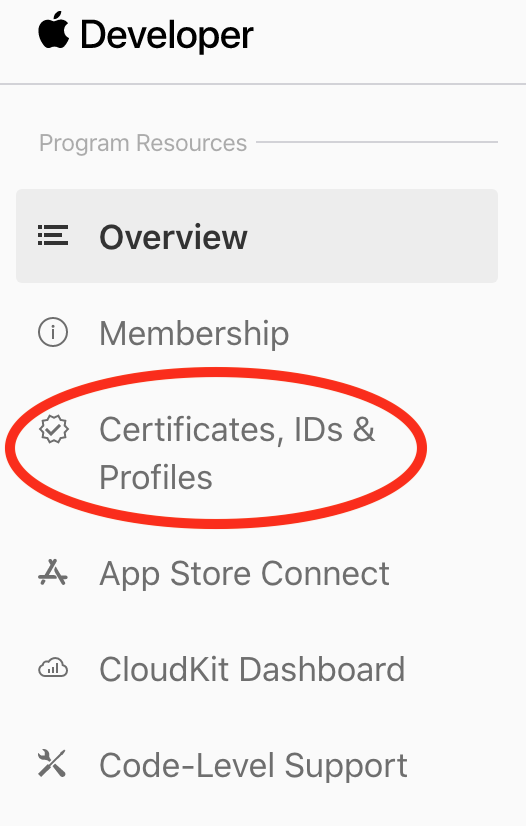 Developer
Program Resources
Overview
Membership
Certificates, IDs &
Profiles
App Store Connect
CloudKit Dashboard
Code-Level Support